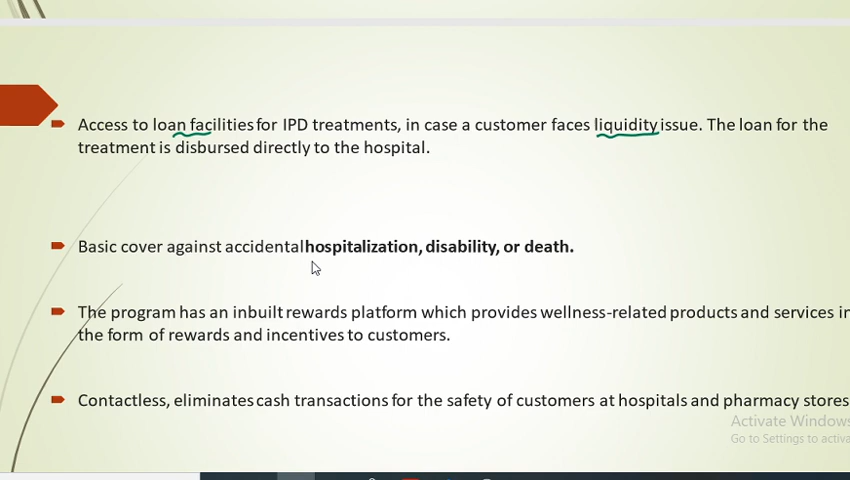 Access to loan facilities for IPD treatments, in case a customer faces liquidity issue. The loan for the
treatment is disbursed directly to the hospital.
Basic cover against accidental hospitalization, disability, or death.
The program has an inbuilt rewards platform which provides wellness-related products and services in
the form of rewards and incentives to customers.
Contactless, eliminates cash transactions for the safety of customers at hospitals and pharmacy stores
Activate Windows
Go to Settings to activa